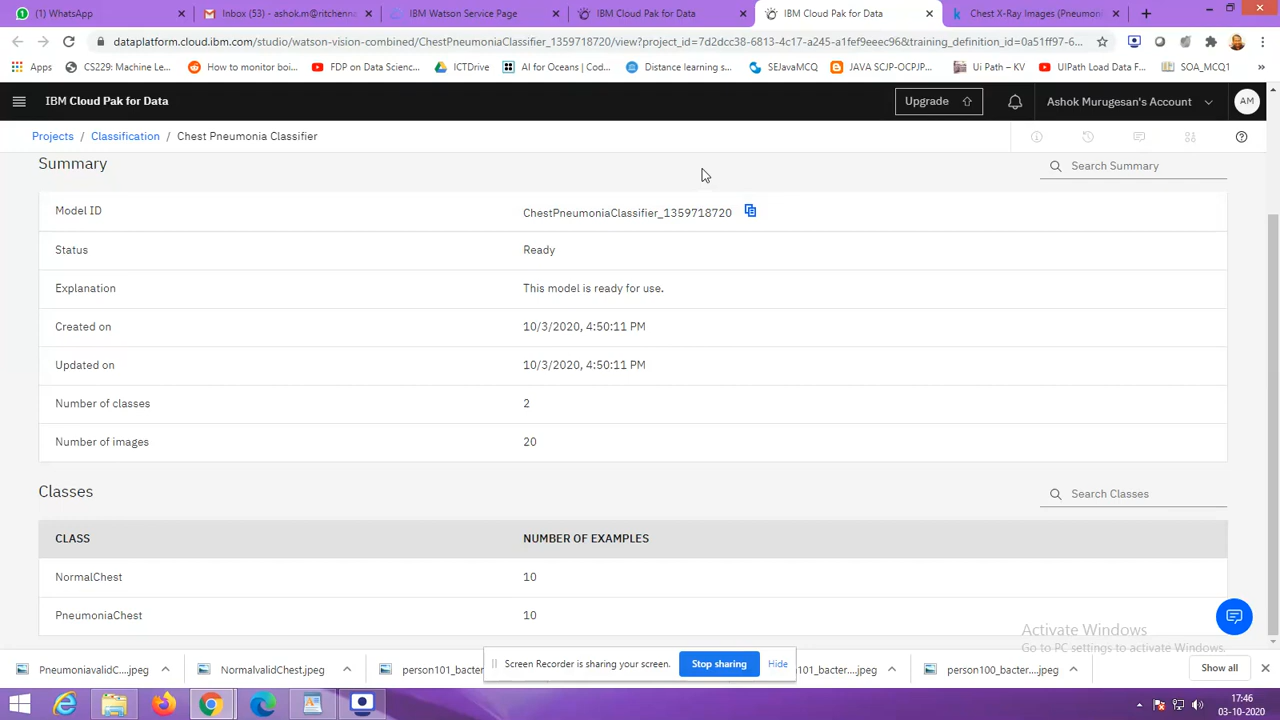 WhatsApp
Inbox (53) - ashok.m@ritchenna
IBM Watson Service Page
IBM Cloud Pak for Data
IBM Cloud Pak for Data
Chest X-Ray Images (Pneumoni
dataplatform.cloud.ibm.com/studio/watson-vision-combined/ChestPneumoniaClassifier_1359718720/view?project_id=7d2dcc38-6813-4c17-a245-a1fef9eeec96&training_definition_id=0a51ff97-6...
Apps
CS229: Machine Le...
How to monitor boi...
FDP on Data Scienc...
ICTDrive
AI for Oceans | Cod...
Distance learning s...
SEJavaMCQ
JAVA SCJP-OCPJP...
Ui Path – KV
UIPath Load Data F...
SOA_MCQ1
IBM Cloud Pak for Data
Upgrade
Ashok Murugesan's Account
AM
Projects / Classification / Chest Pneumonia Classifier
Summary
Search Summary
Model ID ChestPneumoniaClassifier_1359718720
Status Ready
Explanation This model is ready for use.
Created on 10/3/2020, 4:50:11 PM
Updated on 10/3/2020, 4:50:11 PM
Number of classes 2
Number of images 20
Classes
Search Classes
CLASS NUMBER OF EXAMPLES
NormalChest 10
PneumoniaChest 10
Activate Windows
Go to PC settings to activate Windows.
PneumoniavalidC....jpeg
NormalvalidChest.jpeg
person101_bacter
Screen Recorder is sharing your screen.
Stop sharing
Hide
101_bacter....jpeg
person100_bacter....jpeg
Show all
17:46
03-10-2020